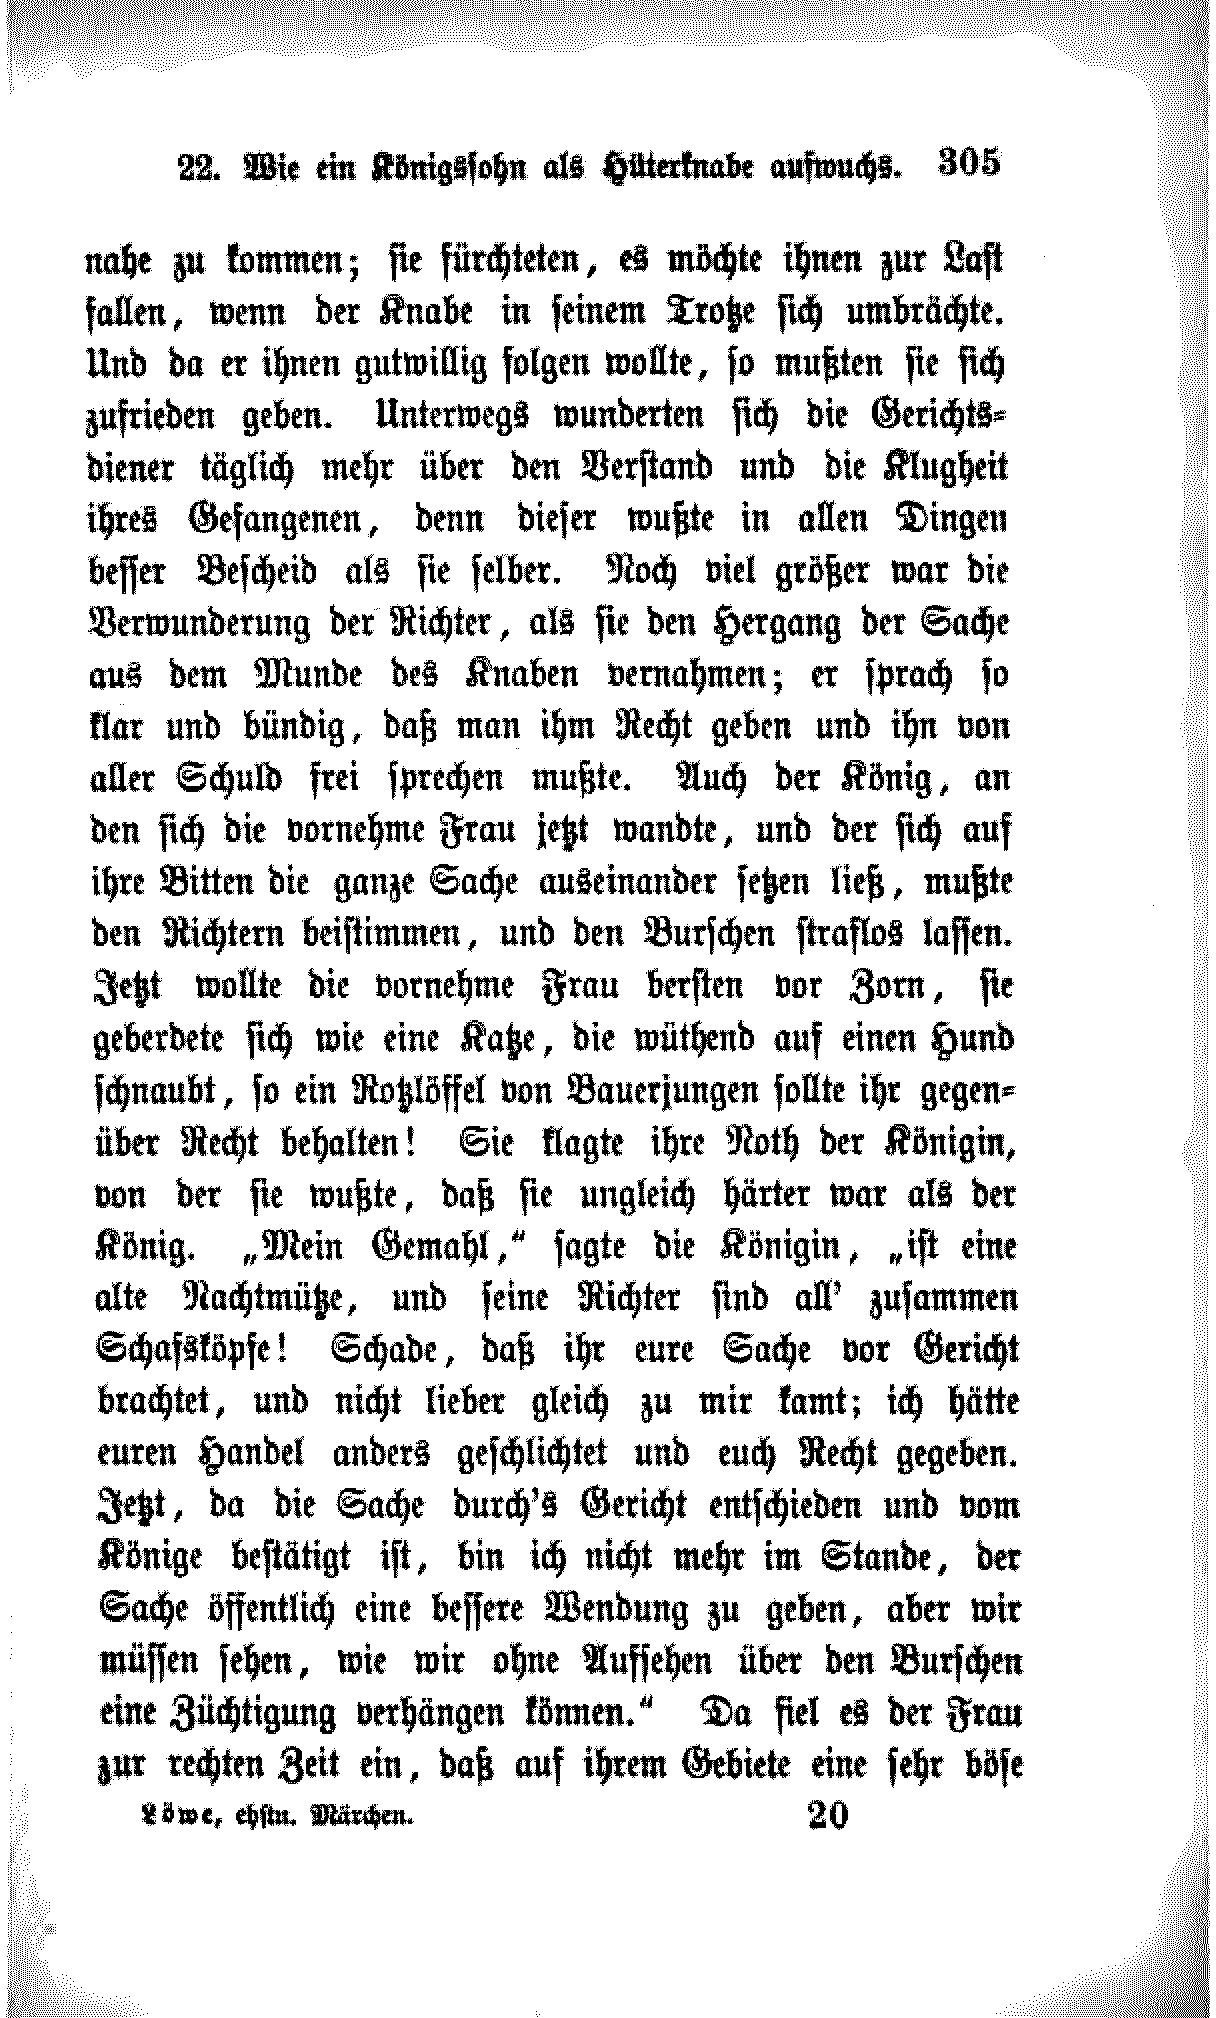 22. Wie ein Königssohn als Hüterknabe aufwuchs. 305
nahe zu kommen; sie fürchteten, es möchte ihnen zur Last
fallen, wenn der Knabe in seinem Trotze sich umbrächte.
Und da er ihnen gutwillig folgen wollte, so mußten sie sich
zufrieden geben. Unterwegs wunderten sich die Gerichts-
diener täglich mehr über den Verstand und die Klugheit
ihres Gefangenen, denn dieser wußte in allen Dingen
besser Bescheid als sie selber. Noch viel größer war die
Verwunderung der Richter, als sie den Hergang der Sache
aus dem Munde des Knaben vernahmen; er sprach so
klar und bündig, daß man ihm Recht geben und ihn von
aller Schuld frei sprechen mußte. Auch der König, an
den sich die vornehme Frau jetzt wandte, und der sich auf
ihre Bitten die ganze Sache auseinander setzen ließ, mußte
den Richtern beistimmen, und den Burschen straflos lassen.
Jetzt wollte die vornehme Frau bersten vor Zorn, sie
geberdete sich wie eine Katze, die wüthend auf einen Hund
schnaubt, so ein Rotzlöffel von Bauerjungen sollte ihr gegen-
über Recht behalten! Sie klagte ihre Noth der Königin,
von der sie wußte, daß sie ungleich härter war als der
König. „Mein Gemahl,“ sagte die Königin, „ist eine
alte Nachtmütze, und seine Richter sind all' zusammen
Schafsköpfe! Schade, daß ihr eure Sache vor Gericht
brachtet, und nicht lieber gleich zu mir kamt; ich hätte
euren Handel anders geschlichtet und euch Recht gegeben.
Jetzt, da die Sache durch's Gericht entschieden und vom
Könige bestätigt ist, bin ich nicht mehr im Stande, der
Sache öffentlich eine bessere Wendung zu geben, aber wir
müssen sehen, wie wir ohne Aufsehen über den Burschen
eine Züchtigung verhängen können.“ Da fiel es der Frau
zur rechten Zeit ein, daß auf ihrem Gebiete eine sehr böse
Löwe, ehstn. Märchen. 20